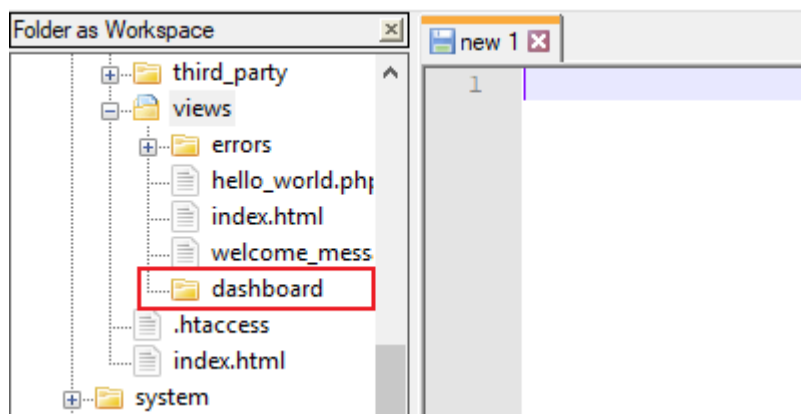 Folder as Workspace
third_party
views
errors
hello_world.php
index.html
welcome_mess
dashboard
.htaccess
index.html
system
new 1
1